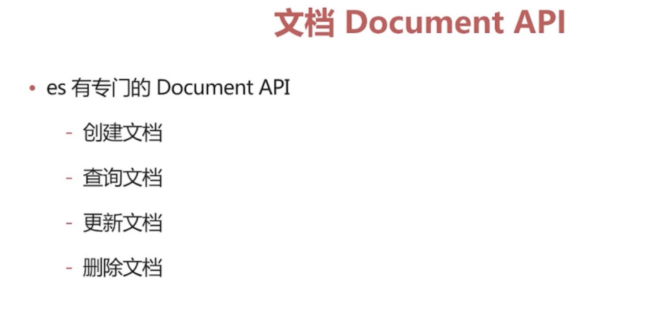 文档 Document API
• es 有专门的 Document API
- 创建文档
- 查询文档
- 更新文档
- 删除文档